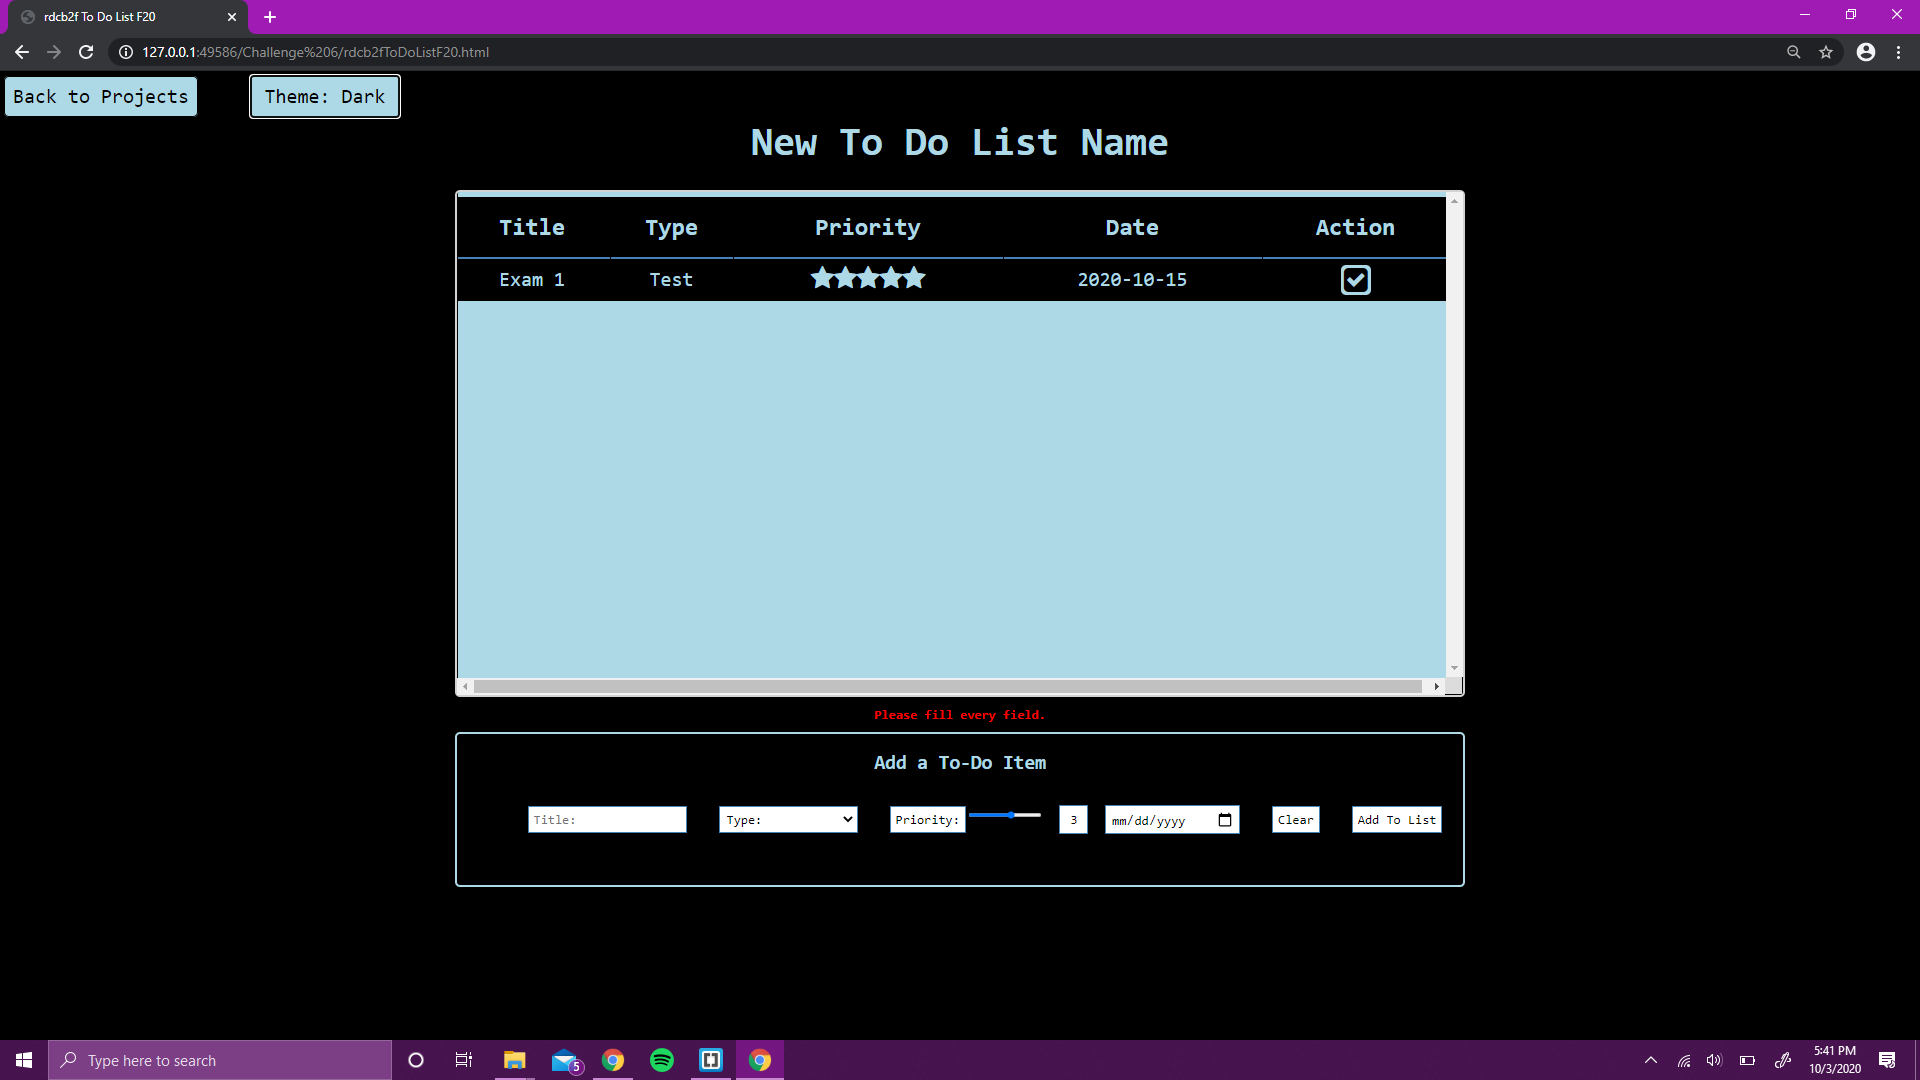 rdcb2f To Do List F20
127.0.0.1:49586/Challenge%206/rdcb2fToDoListF20.html
Back to Projects
Theme: Dark
New To Do List Name
Title Type Priority Date Action
Exam 1 Test 2020-10-15
Please fill every field.
Add a To-Do Item
Title: Type: Priority: 3 mm/dd/yyyy Clear Add To List
Type here to search
5
5:41 PM
10/3/2020